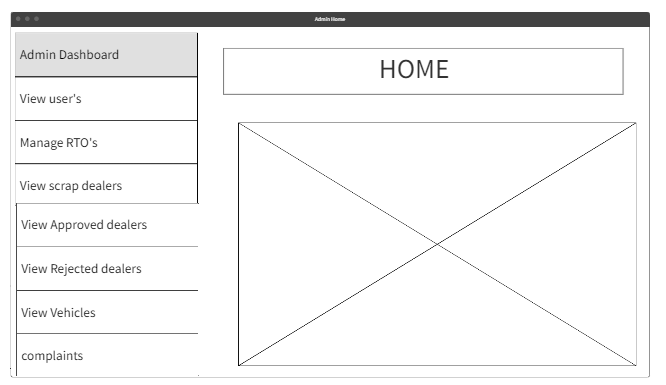 Admin Home
Admin Dashboard
View user's
Manage RTO's
View scrap dealers
View Approved dealers
View Rejected dealers
View Vehicles
complaints
HOME